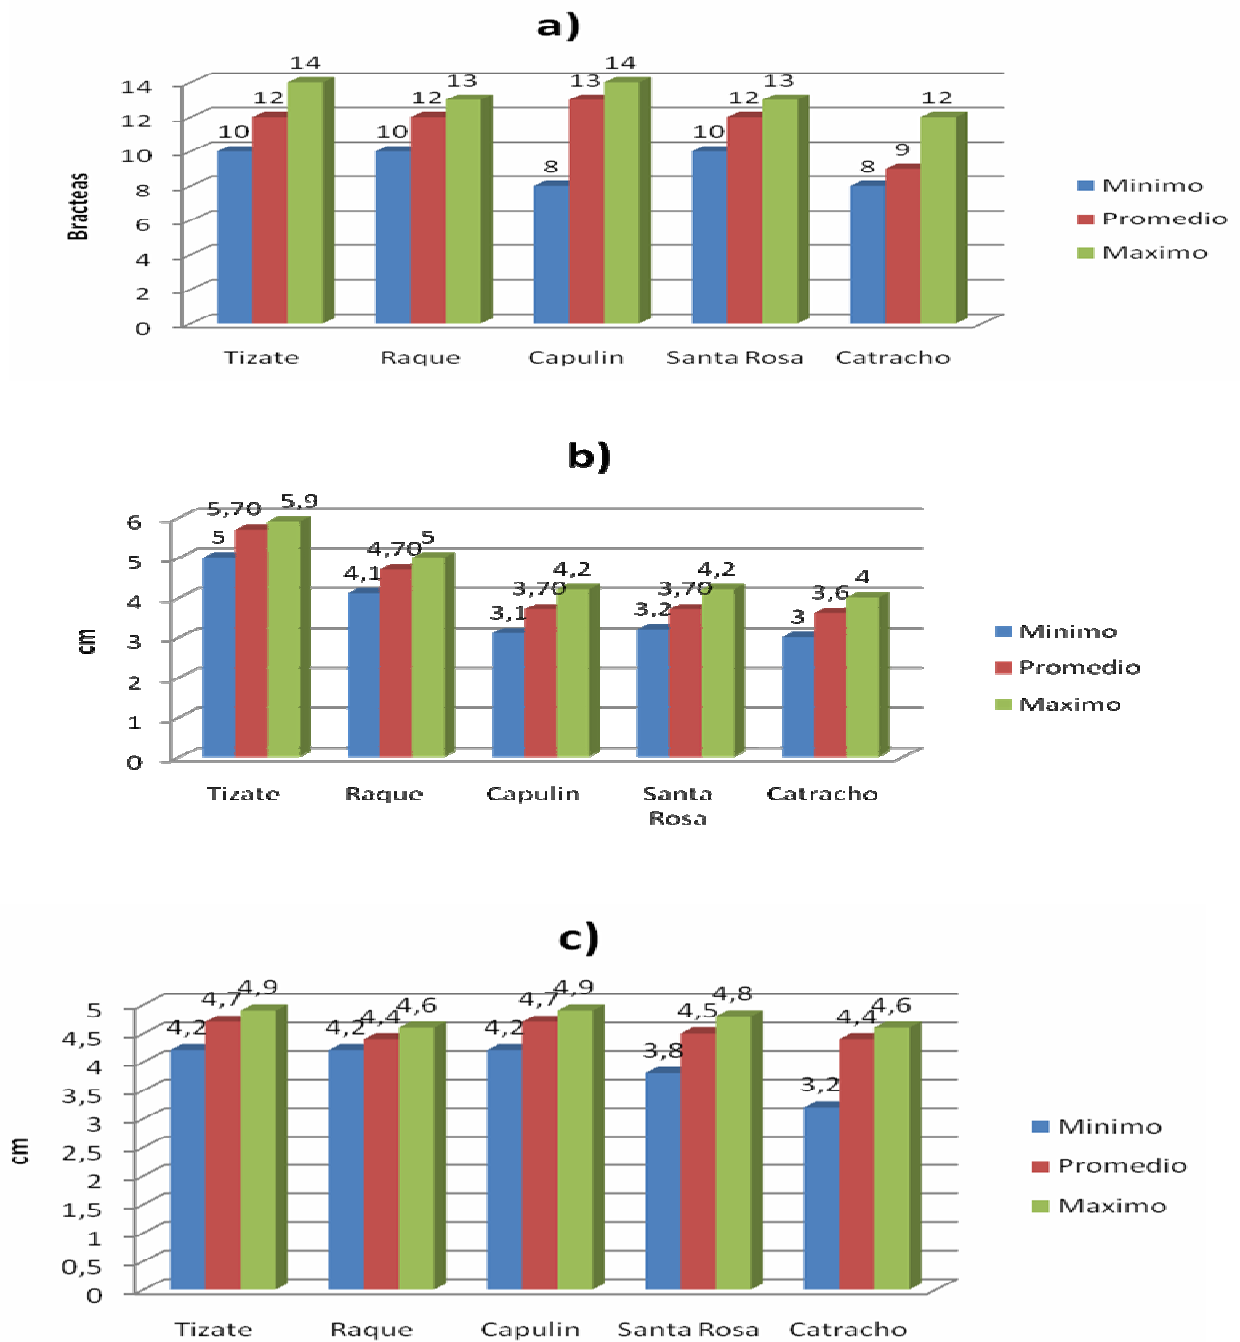 a)
14
12
10
8
6
4
2
0
Bracteas
10 12 14
10 12 13
8 13 14
10 12 13
8 9 12
Tizate Raque Capulin Santa Rosa Catracho
Minimo
Promedio
Maximo
b)
6
5
4
3
2
1
0
cm
5 5,70 5,9
4,1 4,70 5
3,1 3,70 4,2
3,2 3,70 4,2
3 3,6 4
Tizate Raque Capulin Santa Rosa Catracho
Minimo
Promedio
Maximo
c)
5
4,5
4
3,5
3
2,5
2
1,5
1
0,5
0
cm
4,2 4,7 4,9
4,2 4,4 4,6
4,2 4,7 4,9
3,8 4,5 4,8
3,2 4,4 4,6
Tizate Raque Capulin Santa Rosa Catracho
Minimo
Promedio
Maximo